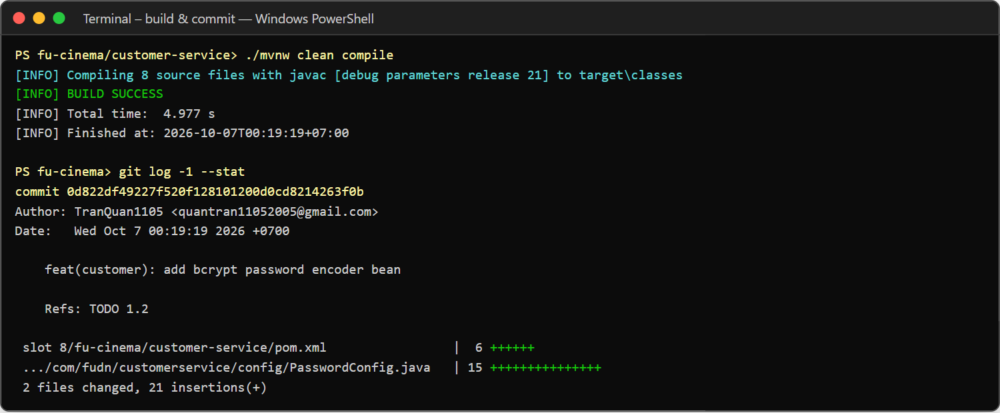 Terminal – build & commit — Windows PowerShell
PS fu-cinema/customer-service> ./mvnw clean compile
[INFO] Compiling 8 source files with javac [debug parameters release 21] to target\classes
[INFO] BUILD SUCCESS
[INFO] Total time:  4.977 s
[INFO] Finished at: 2026-10-07T00:19:19+07:00
PS fu-cinema> git log -1 --stat
commit 0d822df49227f520f128101200d0cd8214263f0b
Author: TranQuan1105 <quantran11052005@gmail.com>
Date:   Wed Oct 7 00:19:19 2026 +0700
feat(customer): add bcrypt password encoder bean
Refs: TODO 1.2
slot 8/fu-cinema/customer-service/pom.xml                 |  6 ++++++
.../com/fudn/customerservice/config/PasswordConfig.java   | 15 +++++++++++++++
2 files changed, 21 insertions(+)